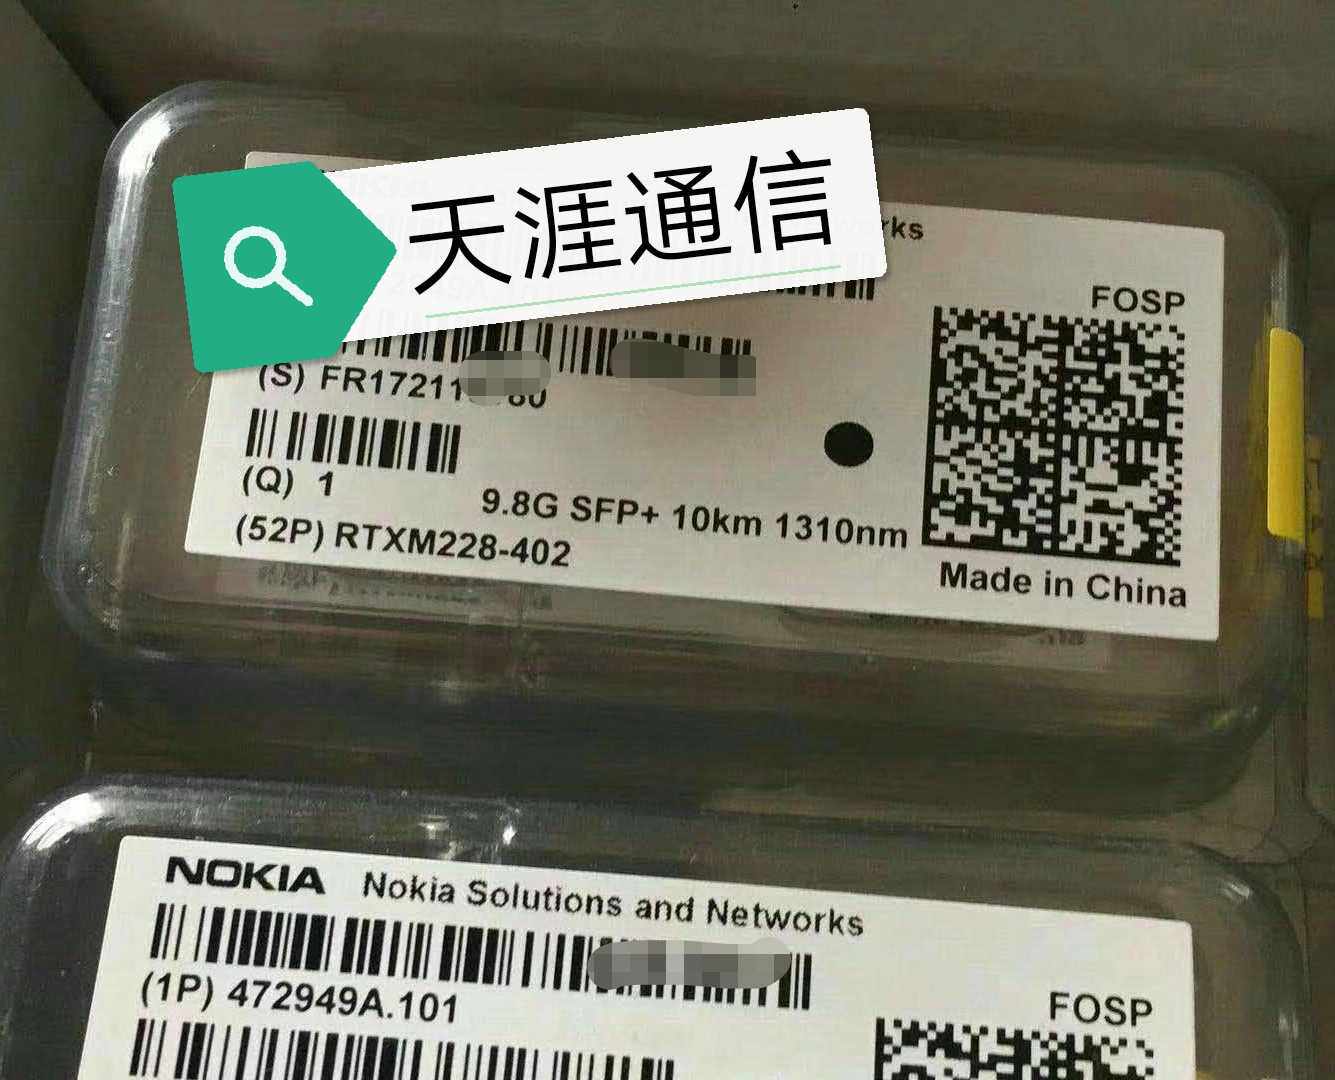 天涯通信
rks
FOSP
(S) FR17211
80
(Q) 1
9.8G SFP+ 10km 1310nm
(52P) RTXM228-402
Made in China
NOKIA Nokia Solutions and Networks
(1P) 472949A.101
FOSP